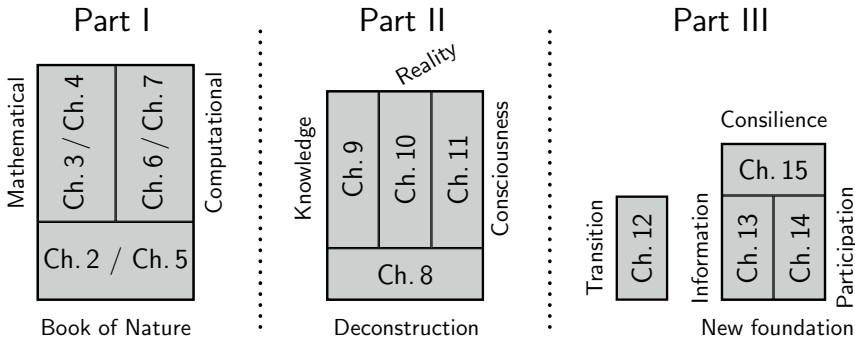 Part I
Mathematical
Ch. 3 / Ch. 4
Ch. 6 / Ch. 7
Computational
Ch. 2 / Ch. 5
Book of Nature
Part II
Reality
Knowledge
Ch. 9
Ch. 10
Ch. 11
Consciousness
Ch. 8
Deconstruction
Part III
Transition
Ch. 12
Consilience
Ch. 15
Information
Ch. 13
Ch. 14
Participation
New foundation